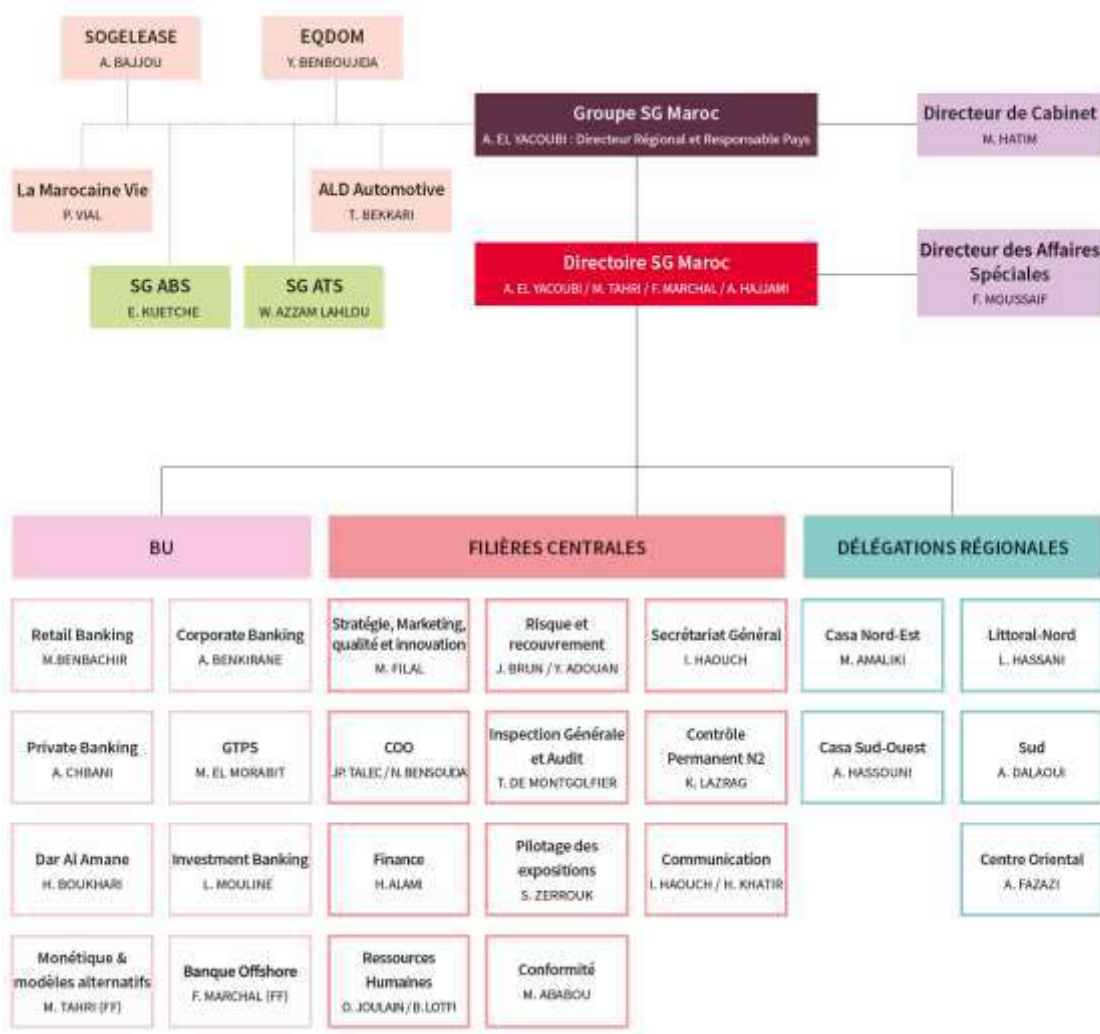 SOGELEASE
A. BAJJOU
EQDOM
Y. BENBOUJIDA
Groupe SG Maroc
A. EL YACOUBI : Directeur Régional et Responsable Pays
Directeur de Cabinet
M. HATIM
La Marocaine Vie
P. VIAL
ALD Automotive
T. BEKKARI
Directoire SG Maroc
A. EL YACOUBI / M. TAHRI / F. MARCHAL / A. HAJJAMI
Directeur des Affaires
Spéciales
F. MOUSSAIF
SG ABS
E. KUETCHE
SG ATS
W. AZZAM LAHLOU
BU
FILIÈRES CENTRALES
DÉLÉGATIONS RÉGIONALES
Retail Banking
M.BENBACHIR
Corporate Banking
A. BENKIRANE
Stratégie, Marketing,
qualité et innovation
M. FILAL
Risque et
recouvrement
J. BRUN / Y. ADOUAN
Secrétariat Général
I. HAOUCH
Casa Nord-Est
M. AMALIKI
Littoral-Nord
L. HASSANI
Private Banking
A. CHBANI
GTPS
M. EL MORABIT
COO
JP. TALEC / N. BENSOUDA
Inspection Générale
et Audit
T. DE MONTGOLFIER
Contrôle
Permanent N2
K. LAZRAG
Casa Sud-Ouest
A. HASSOUNI
Sud
A. DALAOUI
Dar Al Amane
H. BOUKHARI
Investment Banking
L. MOULINE
Finance
H. ALAMI
Pilotage des
expositions
S. ZERROUK
Communication
I. HAOUCH / H. KHATIR
Centre Oriental
A. FAZAZI
Monétique &
modèles alternatifs
M. TAHRI (FF)
Banque Offshore
F. MARCHAL (FF)
Ressources
Humaines
O. JOULAIN / B. LOTFI
Conformité
M. ABABOU